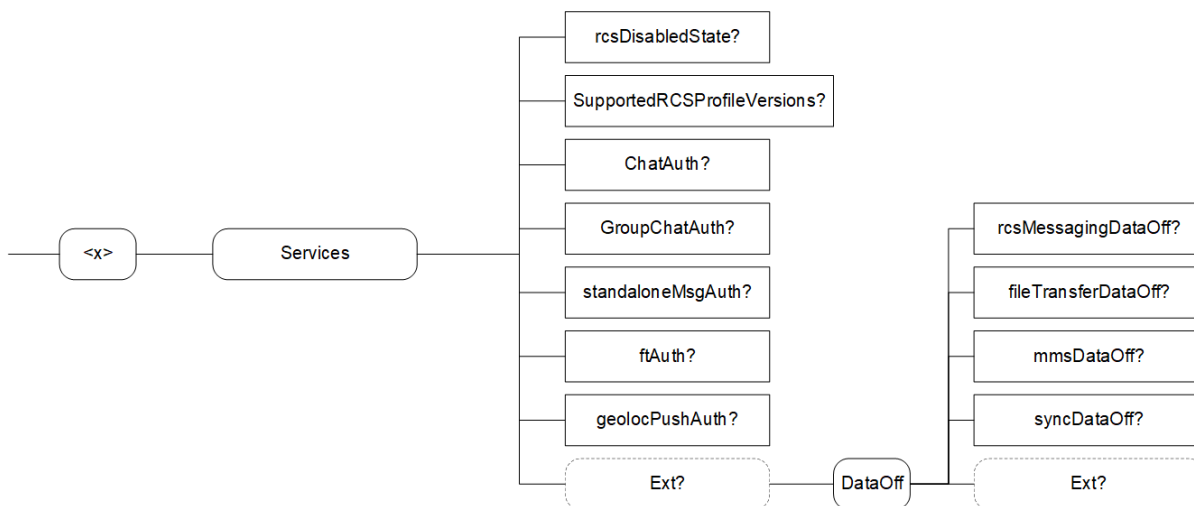 rcsDisabledState?
SupportedRCSProfileVersions?
ChatAuth?
<x>
Services
GroupChatAuth?
rcsMessagingDataOff?
standaloneMsgAuth?
fileTransferDataOff?
ftAuth?
mmsDataOff?
geolocPushAuth?
syncDataOff?
Ext?
DataOff
Ext?